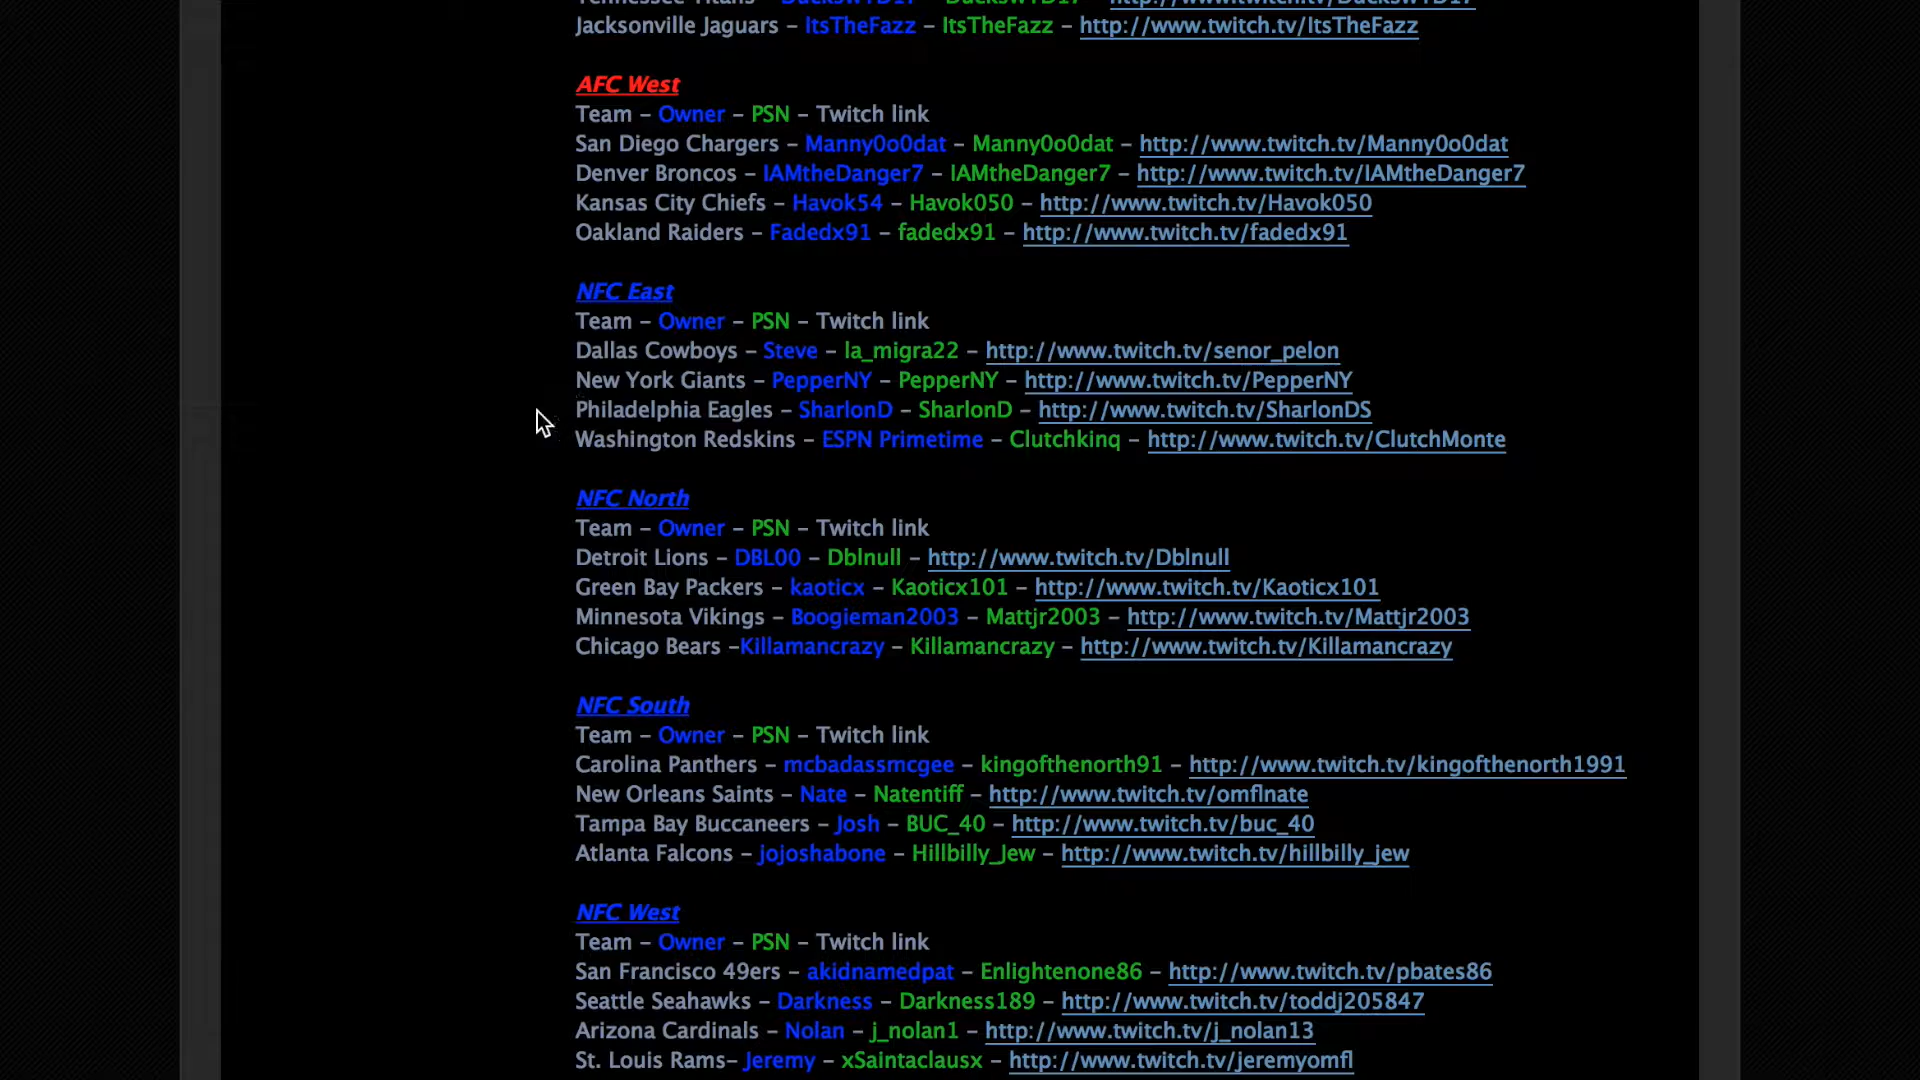 Tennessee Titans – DucksWTD17 – DucksWTD17 – http://www.twitch.tv/DucksWTD17
Jacksonville Jaguars – ItsTheFazz – ItsTheFazz – http://www.twitch.tv/ItsTheFazz
AFC West
Team – Owner – PSN – Twitch link
San Diego Chargers – Manny0o0dat – Manny0o0dat – http://www.twitch.tv/Manny0o0dat
Denver Broncos – IAMtheDanger7 – IAMtheDanger7 – http://www.twitch.tv/IAMtheDanger7
Kansas City Chiefs – Havok54 – Havok050 – http://www.twitch.tv/Havok050
Oakland Raiders – Fadedx91 – fadedx91 – http://www.twitch.tv/fadedx91
NFC East
Team – Owner – PSN – Twitch link
Dallas Cowboys – Steve – la_migra22 – http://www.twitch.tv/senor_pelon
New York Giants – PepperNY – PepperNY – http://www.twitch.tv/PepperNY
Philadelphia Eagles – SharlonD – SharlonD – http://www.twitch.tv/SharlonDS
Washington Redskins – ESPN Primetime – Clutchkinq – http://www.twitch.tv/ClutchMonte
NFC North
Team – Owner – PSN – Twitch link
Detroit Lions – DBL00 – Dblnull – http://www.twitch.tv/Dblnull
Green Bay Packers – kaoticx – Kaoticx101 – http://www.twitch.tv/Kaoticx101
Minnesota Vikings – Boogieman2003 – Mattjr2003 – http://www.twitch.tv/Mattjr2003
Chicago Bears –Killamancrazy – Killamancrazy – http://www.twitch.tv/Killamancrazy
NFC South
Team – Owner – PSN – Twitch link
Carolina Panthers – mcbadassmcgee – kingofthenorth91 – http://www.twitch.tv/kingofthenorth1991
New Orleans Saints – Nate – Natentiff – http://www.twitch.tv/omflnate
Tampa Bay Buccaneers – Josh – BUC_40 – http://www.twitch.tv/buc_40
Atlanta Falcons – Jojoshabone – Hillbilly_Jew – http://www.twitch.tv/hillbilly_jew
NFC West
Team – Owner – PSN – Twitch link
San Francisco 49ers – akidnamedpat – Enlightenone86 – http://www.twitch.tv/pbates86
Seattle Seahawks – Darkness – Darkness189 – http://www.twitch.tv/toddj205847
Arizona Cardinals – Nolan – j_nolan1 – http://www.twitch.tv/j_nolan13
St. Louis Rams– Jeremy – xSaintaclausx – http://www.twitch.tv/jeremyomfl